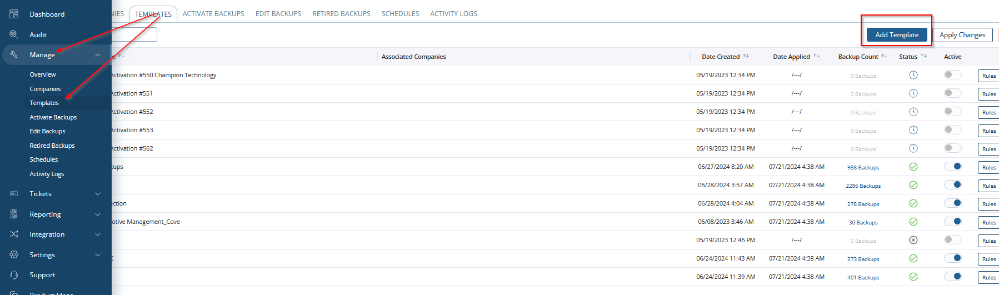 Dashboard
Audit
Manage
Overview
Companies
Templates
Activate Backups
Edit Backups
Retired Backups
Schedules
Activity Logs
Tickets
Reporting
Integration
Settings
Support
Product Ideas
NIES TEMPLATES ACTIVATE BACKUPS EDIT BACKUPS RETIRED BACKUPS SCHEDULES ACTIVITY LOGS
Add Template Apply Changes
e Associated Companies Date Created Date Applied Backup Count Status Active
Activation #550 Champion Technology 05/19/2023 12:34 PM /---/ 0 Backups Rules
Activation #551 05/19/2023 12:34 PM /---/ 0 Backups Rules
Activation #552 05/19/2023 12:34 PM /---/ 0 Backups Rules
Activation #553 05/19/2023 12:34 PM /---/ 0 Backups Rules
Activation #562 05/19/2023 12:34 PM /---/ 0 Backups Rules
kups 06/27/2024 8:20 AM 07/21/2024 4:38 AM 988 Backups Rules
06/28/2024 3:57 AM 07/21/2024 4:38 AM 2286 Backups Rules
ection 06/28/2024 4:04 AM 07/21/2024 4:38 AM 278 Backups Rules
otive Management_Cove 06/08/2023 3:46 AM 07/21/2024 4:38 AM 30 Backups Rules
05/19/2023 12:46 PM /---/ 0 Backups Rules
E 06/24/2024 11:43 AM 07/21/2024 4:38 AM 373 Backups Rules
06/24/2024 11:39 AM 07/21/2024 4:38 AM 401 Backups Rules